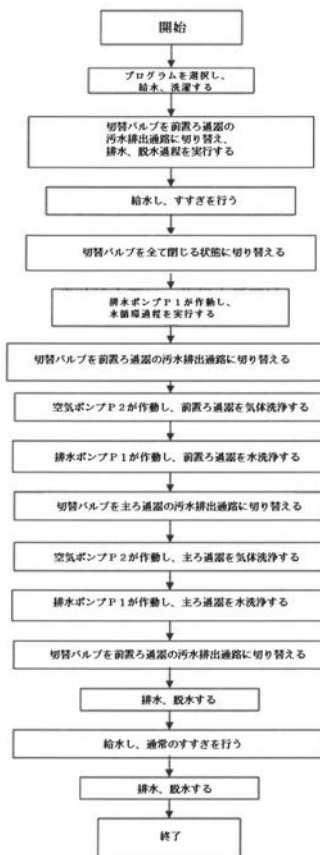 開始
プログラムを選択し、
給水、洗濯する
切替バルブを前置ろ過器の
汚水排出通路に切り替え、
排水、脱水過程を実行する
給水し、すすぎを行う
切替バルブを全て閉じる状態に切り替える
排水ポンプP1が作動し、
水循環過程を実行する
切替バルブを前置ろ過器の汚水排出通路に切り替える
空気ポンプP2が作動し、前置ろ過器を気体洗浄する
排水ポンプP1が作動し、前置ろ過器を水洗浄する
切替バルブを主ろ過器の汚水排出通路に切り替える
空気ポンプP2が作動し、主ろ過器を気体洗浄する
排水ポンプP1が作動し、主ろ過器を水洗浄する
切替バルブを前置ろ過器の汚水排出通路に切り替える
排水、脱水する
給水し、通常のすすぎを行う
排水、脱水する
終了